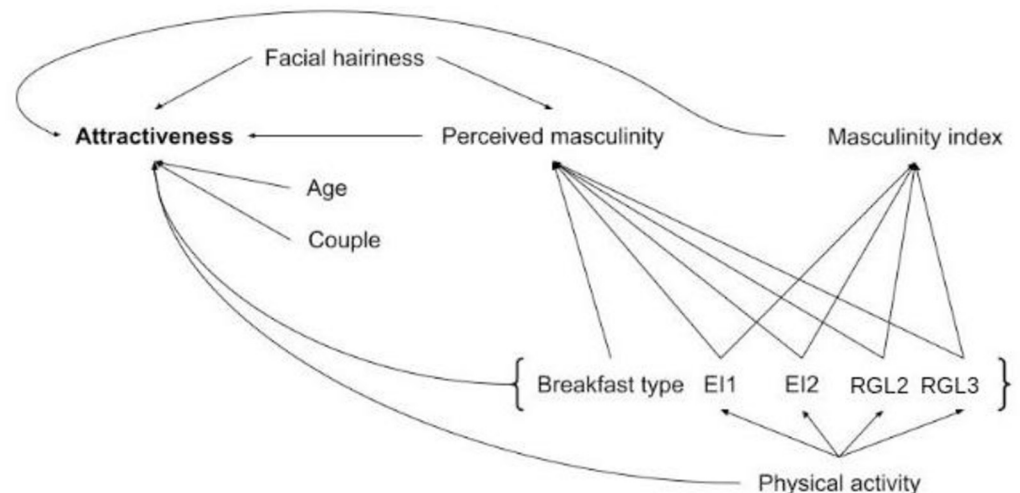 Facial hairiness
Attractiveness Perceived masculinity Masculinity index
Age
Couple
Breakfast type EI1 EI2 RGL2 RGL3
Physical activity